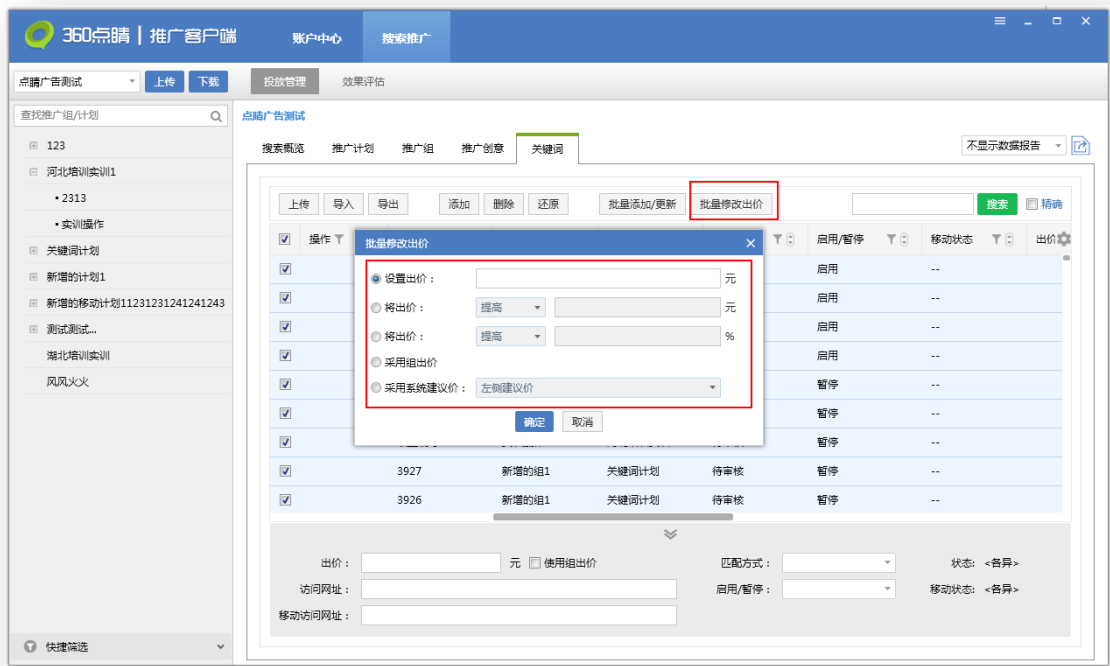 360点睛 | 推广客户端
账户中心 搜索推广
点睛广告测试 上传 下载 投放管理 效果评估
查找推广组/计划
123
河北培训实训1
• 2313
• 实训操作
关键词计划
新增的计划1
新增的移动计划11231231241241243
测试测试...
湖北培训实训
风风火火
快捷筛选
点睛广告测试
搜索概览 推广计划 推广组 推广创意 关键词 不显示数据报告
上传 导入 导出 添加 删除 还原 批量添加/更新 批量修改出价 搜索 精确
操作 启用/暂停 移动状态 出价
启用 --
启用 --
启用 --
启用 --
暂停 --
暂停 --
暂停 --
3927 新增的组1 关键词计划 待审核 暂停 --
3926 新增的组1 关键词计划 待审核 暂停 --
批量修改出价
设置出价： 元
将出价： 提高 元
将出价： 提高 %
采用组出价
采用系统建议价： 左侧建议价
确定 取消
出价： 元 使用组出价 匹配方式： 状态: <各异>
访问网址： 启用/暂停： 移动状态: <各异>
移动访问网址：